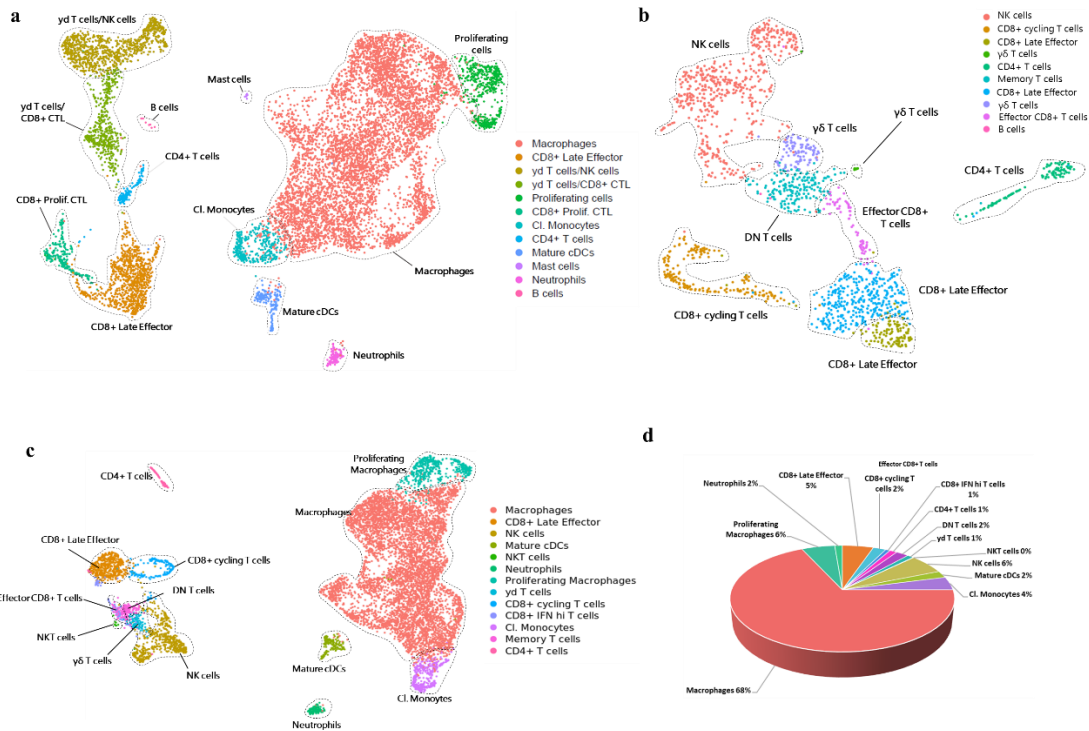 a
yd T cells/NK cells
Proliferating
cells
Mast cells
yd T cells/
CD8+ CTL
B cells
CD4+ T cells
CD8+ Prolif. CTL
Cl. Monocytes
Macrophages
Mature cDCs
CD8+ Late Effector
Neutrophils
Macrophages
CD8+ Late Effector
yd T cells/NK cells
yd T cells/CD8+ CTL
Proliferating cells
CD8+ Prolif. CTL
Cl. Monocytes
CD4+ T cells
Mature cDCs
Mast cells
Neutrophils
B cells
b
NK cells
γδ T cells
γδ T cells
CD4+ T cells
Effector CD8+
T cells
DN T cells
CD8+ Late Effector
CD8+ cycling T cells
CD8+ Late Effector
NK cells
CD8+ cycling T cells
CD8+ Late Effector
γδ T cells
CD4+ T cells
Memory T cells
CD8+ Late Effector
γδ T cells
Effector CD8+ T cells
B cells
c
CD4+ T cells
Proliferating
Macrophages
Macrophages
CD8+ Late Effector
CD8+ cycling T cells
Effector CD8+ T cells
DN T cells
NKT cells
γδ T cells
NK cells
Mature cDCs
Cl. Monoytes
Neutrophils
Macrophages
CD8+ Late Effector
NK cells
Mature cDCs
NKT cells
Neutrophils
Proliferating Macrophages
yd T cells
CD8+ cycling T cells
CD8+ IFN hi T cells
Cl. Monocytes
Memory T cells
CD4+ T cells
d
Effector CD8+ T cells
CD8+ Late Effector
5%
CD8+ cycling T
cells 2%
Neutrophils 2%
CD8+ IFN hi T cells
1%
CD4+ T cells 1%
Proliferating
Macrophages 6%
DN T cells 2%
yd T cells 1%
NKT cells 0%
NK cells 6%
Mature cDCs 2%
Cl. Monocytes 4%
Macrophages 68%